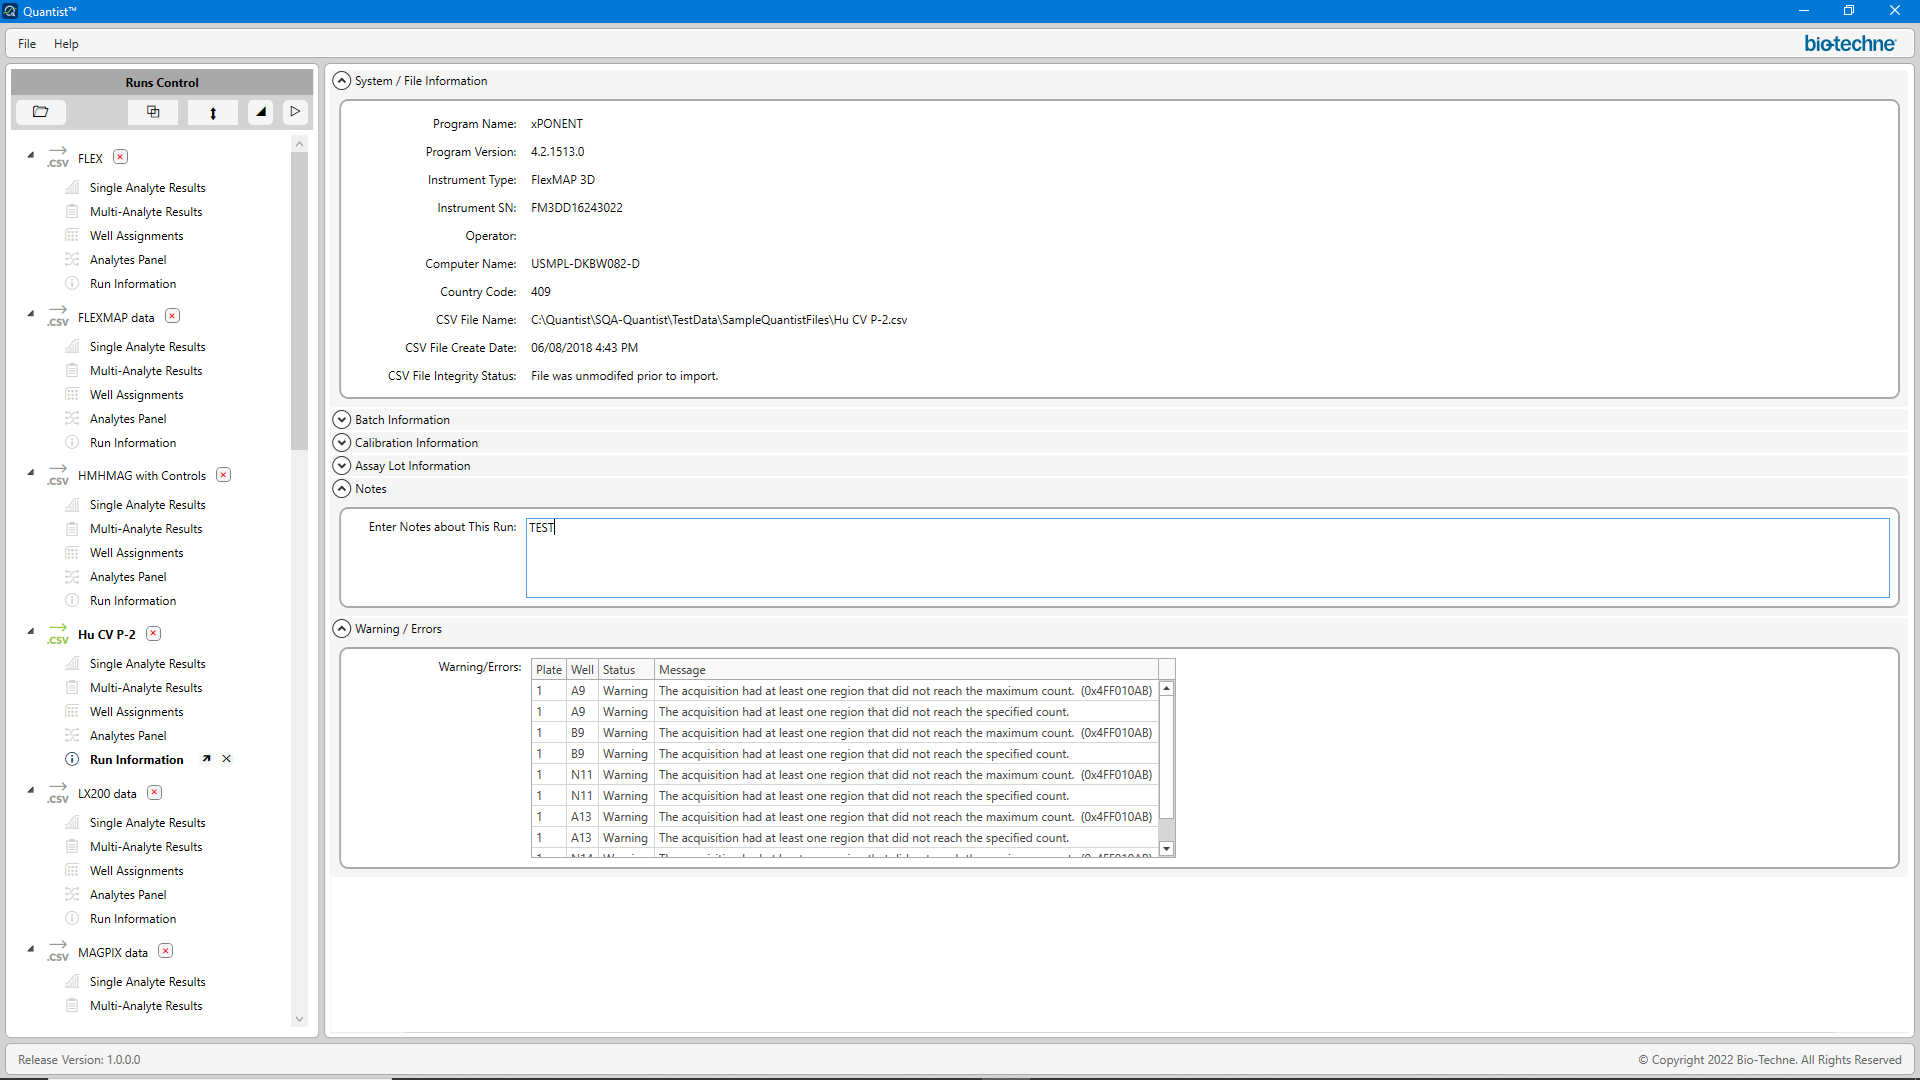 Quantist™
File Help
bio-techne®
Runs Control
.CSV FLEX
Single Analyte Results
Multi-Analyte Results
Well Assignments
Analytes Panel
Run Information
.CSV FLEXMAP data
Single Analyte Results
Multi-Analyte Results
Well Assignments
Analytes Panel
Run Information
.CSV HMHMAG with Controls
Single Analyte Results
Multi-Analyte Results
Well Assignments
Analytes Panel
Run Information
.CSV Hu CV P-2
Single Analyte Results
Multi-Analyte Results
Well Assignments
Analytes Panel
Run Information
.CSV LX200 data
Single Analyte Results
Multi-Analyte Results
Well Assignments
Analytes Panel
Run Information
.CSV MAGPIX data
Single Analyte Results
Multi-Analyte Results
System / File Information
Program Name: xPONENT
Program Version: 4.2.1513.0
Instrument Type: FlexMAP 3D
Instrument SN: FM3DD16243022
Operator:
Computer Name: USMPL-DKBW082-D
Country Code: 409
CSV File Name: C:\Quantist\SQA-Quantist\TestData\SampleQuantistFiles\Hu CV P-2.csv
CSV File Create Date: 06/08/2018 4:43 PM
CSV File Integrity Status: File was unmodifed prior to import.
Batch Information
Calibration Information
Assay Lot Information
Notes
Enter Notes about This Run: TEST
Warning / Errors
Warning/Errors: Plate Well Status Message
1 A9 Warning The acquisition had at least one region that did not reach the maximum count. (0x4FF010AB)
1 A9 Warning The acquisition had at least one region that did not reach the specified count.
1 B9 Warning The acquisition had at least one region that did not reach the maximum count. (0x4FF010AB)
1 B9 Warning The acquisition had at least one region that did not reach the specified count.
1 N11 Warning The acquisition had at least one region that did not reach the maximum count. (0x4FF010AB)
1 N11 Warning The acquisition had at least one region that did not reach the specified count.
1 A13 Warning The acquisition had at least one region that did not reach the maximum count. (0x4FF010AB)
1 A13 Warning The acquisition had at least one region that did not reach the specified count.
Release Version: 1.0.0.0
© Copyright 2022 Bio-Techne. All Rights Reserved